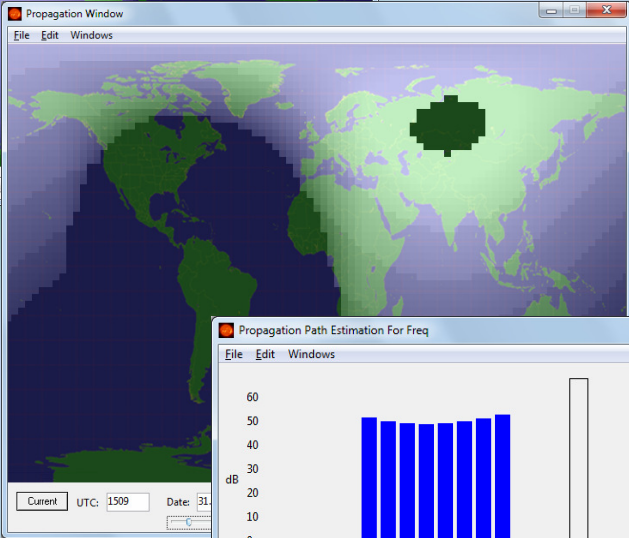 Propagation Window
File Edit Windows
Propagation Path Estimation For Freq
File Edit Windows
60
50
40
30
dB
20
10
Current UTC: 1509 Date: 31.